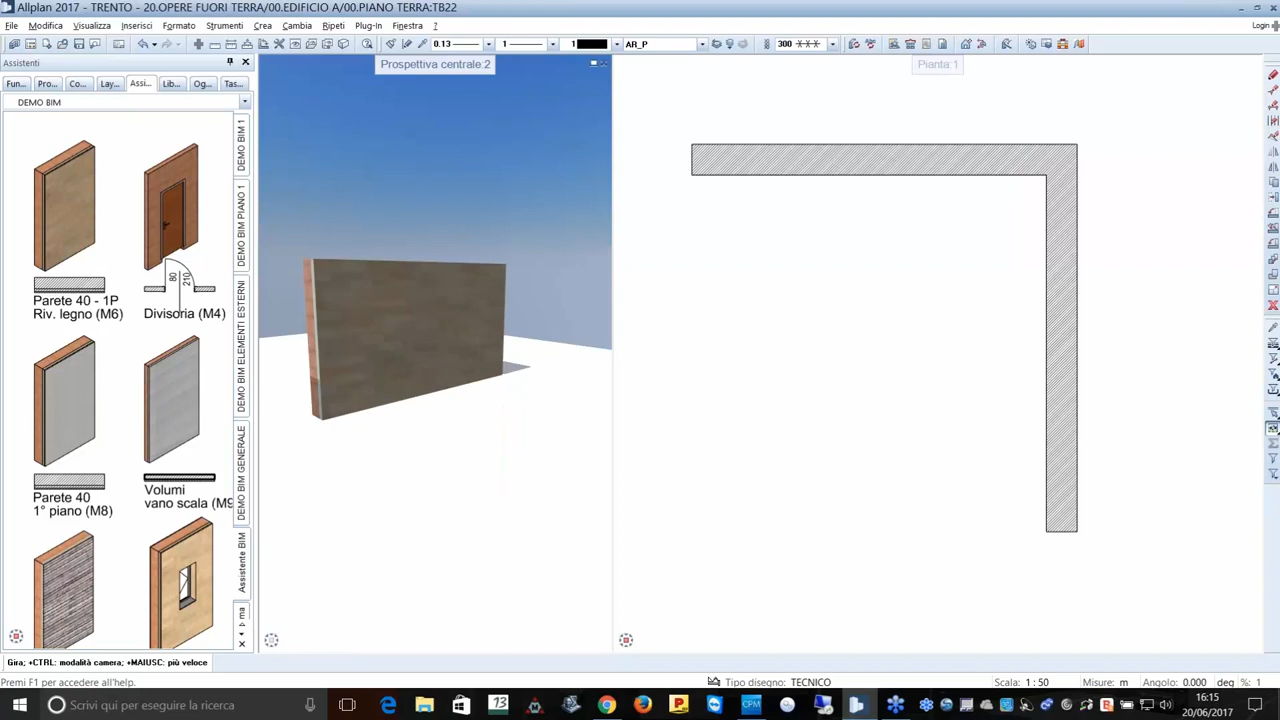 Allplan 2017 - TRENTO - 20.OPERE FUORI TERRA/00.EDIFICIO A/00.PIANO TERRA:TB22
File Modifica Visualizzazione Inserisci Formato Strumenti Crea Cambia Ripeti Plug-In Finestra ? Login
0.13 1 1 AR_P 300
Assistenti
Fun... Pro... Co... Lay... Assi... Lib... Og... Tas...
DEMO BIM
Prospettiva centrale:2
Pianta:1
DEMO BIM 1
DEMO BIM PIANO 1
DEMO BIM ELEMENTI ESTERNI
DEMO BIM GENERALE
Assistente BIM
ma
80
210
Parete 40 - 1P
Riv. legno (M6)
Divisoria (M4)
Parete 40
1° piano (M8)
Volumi
vano scala (M9
Gira; +CTRL: modalità camera; +MAIUSC: più veloce
Premi F1 per accedere all'help.
Tipo disegno: TECNICO
Scala: 1 : 50
Misure: m
Angolo: 0.000
deg
%: 1
Scrivi qui per eseguire la ricerca
13
CPM
16:15
20/06/2017